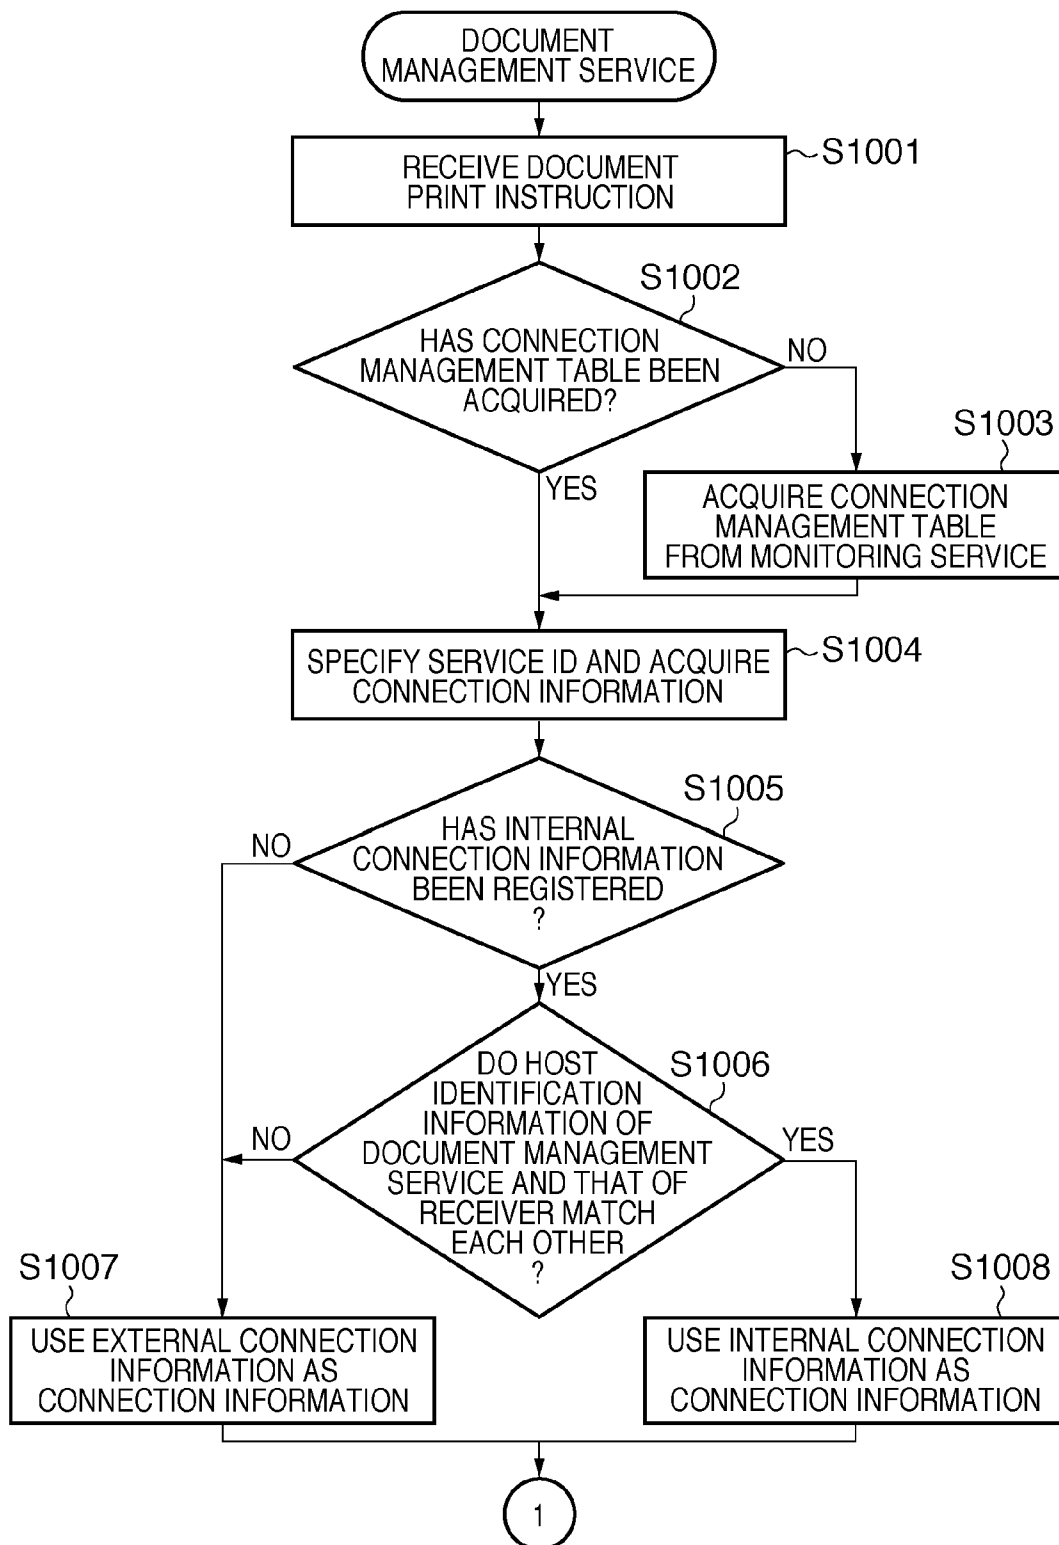 DOCUMENT
MANAGEMENT SERVICE
S1001
RECEIVE DOCUMENT
PRINT INSTRUCTION
S1002
HAS CONNECTION
MANAGEMENT TABLE BEEN
ACQUIRED?
NO
YES
S1003
ACQUIRE CONNECTION
MANAGEMENT TABLE
FROM MONITORING SERVICE
S1004
SPECIFY SERVICE ID AND ACQUIRE
CONNECTION INFORMATION
S1005
HAS INTERNAL
CONNECTION INFORMATION
BEEN REGISTERED
?
NO
YES
S1006
DO HOST
IDENTIFICATION
INFORMATION OF
DOCUMENT MANAGEMENT
SERVICE AND THAT OF
RECEIVER MATCH
EACH OTHER
?
NO
YES
S1007
USE EXTERNAL CONNECTION
INFORMATION AS
CONNECTION INFORMATION
S1008
USE INTERNAL CONNECTION
INFORMATION AS
CONNECTION INFORMATION
1